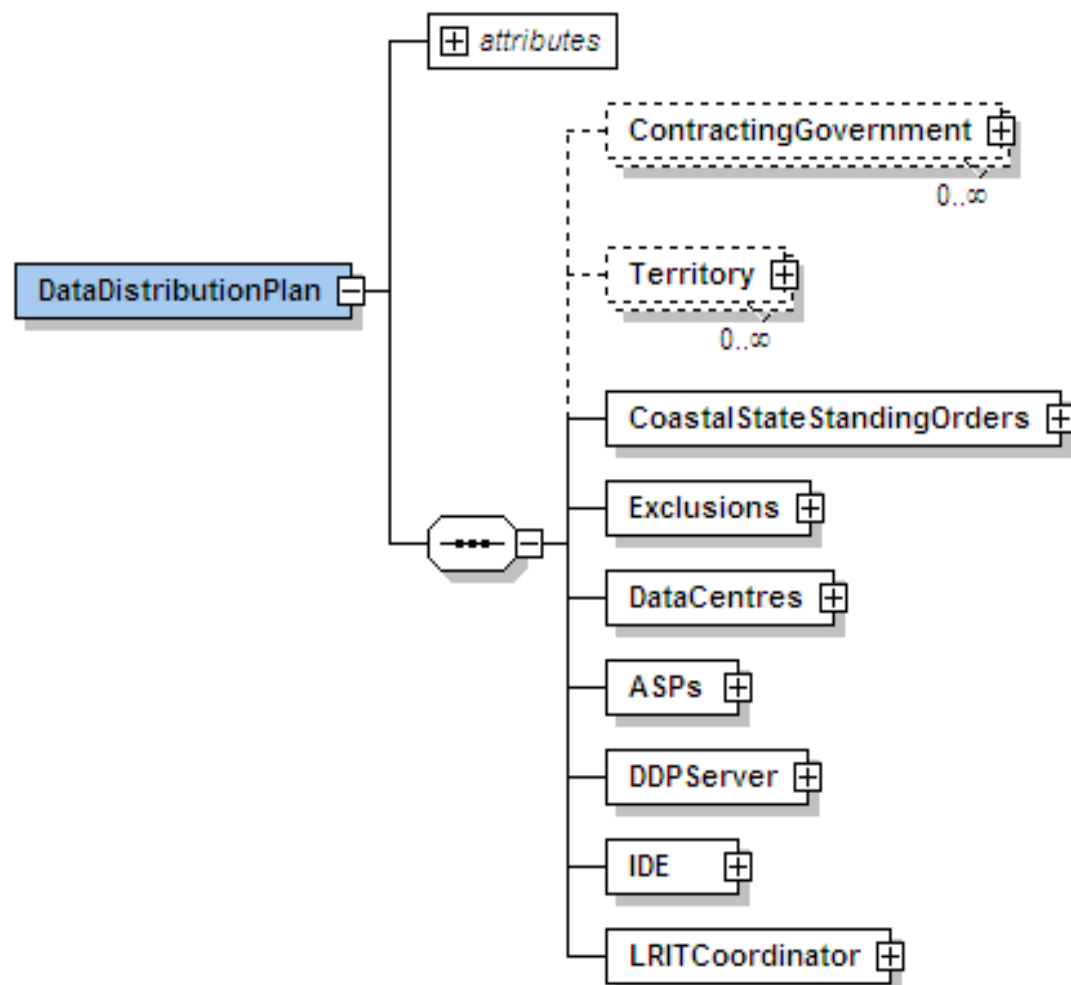 attributes
ContractingGovernment
0..∞
Territory
0..∞
DataDistributionPlan
CoastalStateStandingOrders
Exclusions
DataCentres
ASPs
DDPServer
IDE
LRITCoordinator